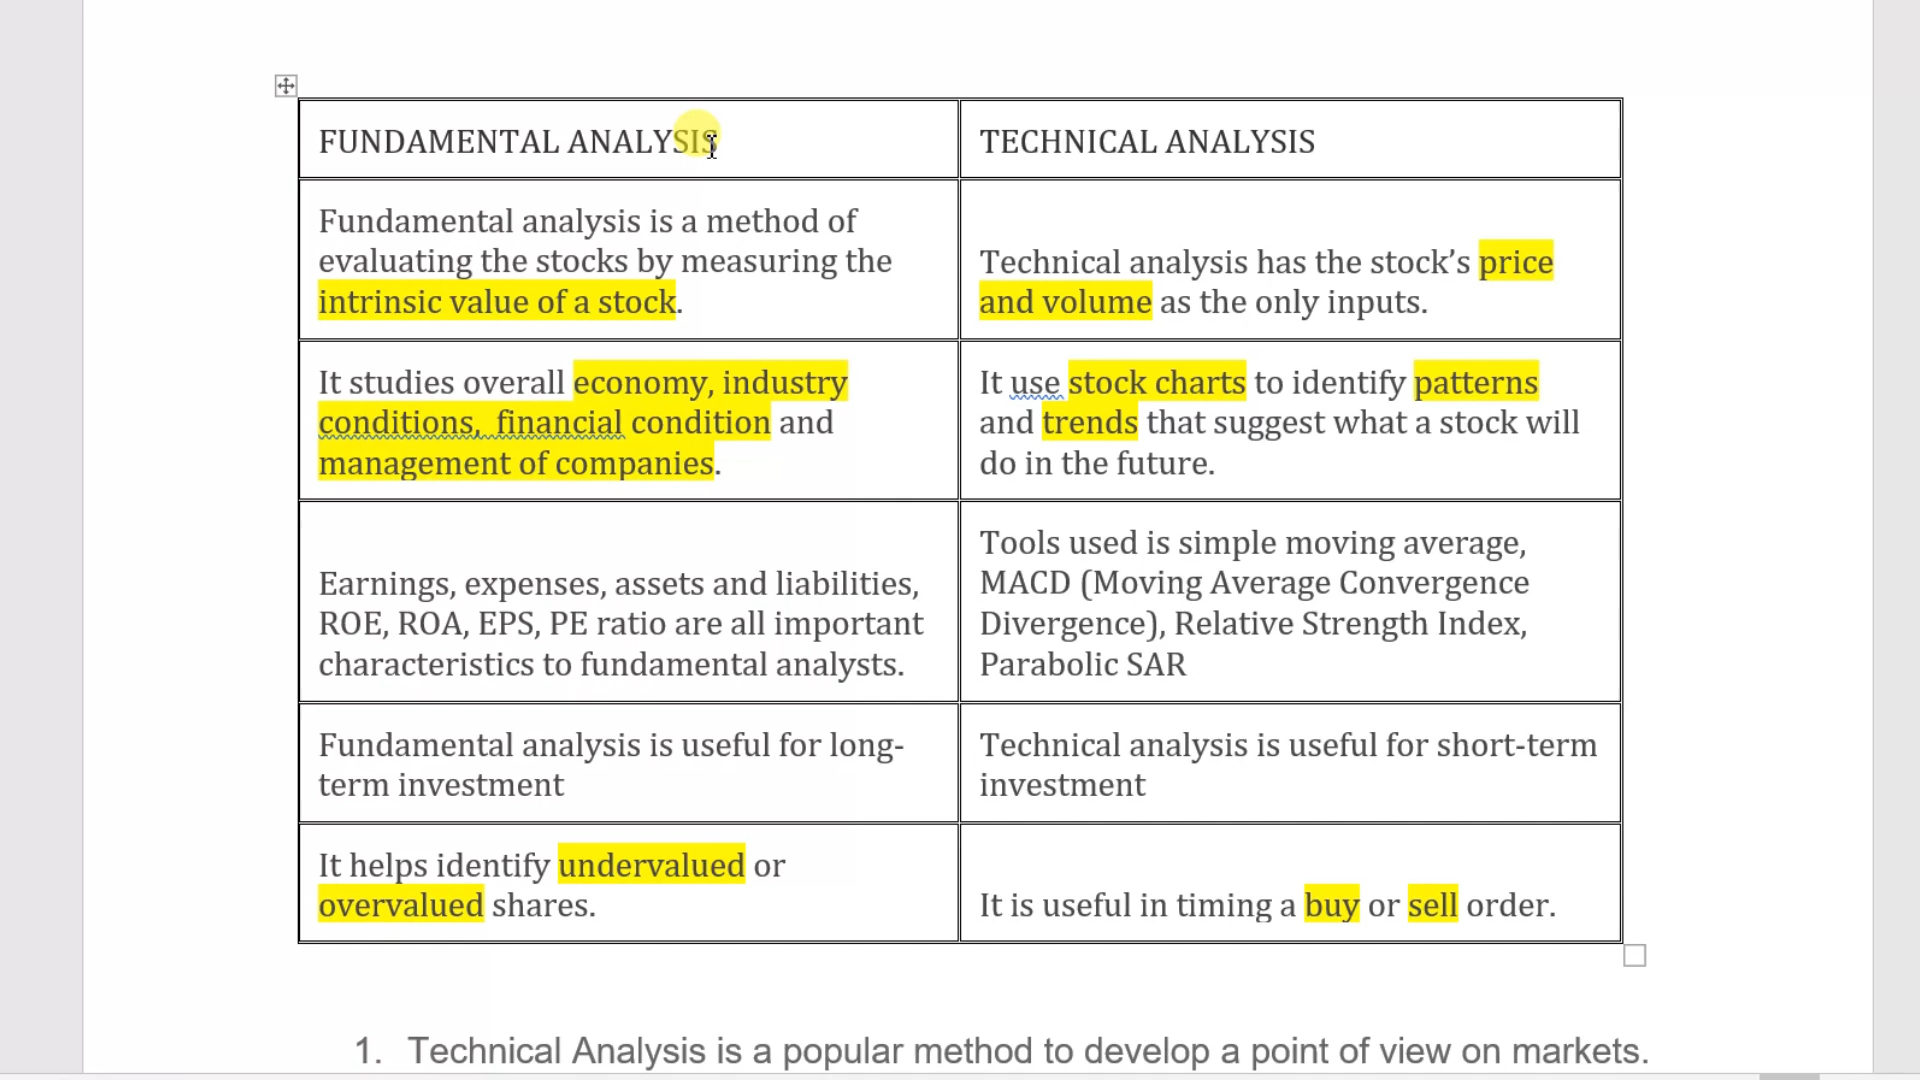 FUNDAMENTAL ANALYSIS
TECHNICAL ANALYSIS
Fundamental analysis is a method of
evaluating the stocks by measuring the
intrinsic value of a stock.
Technical analysis has the stock’s price
and volume as the only inputs.
It studies overall economy, industry
conditions,  financial condition and
management of companies.
It use stock charts to identify patterns
and trends that suggest what a stock will
do in the future.
Earnings, expenses, assets and liabilities,
ROE, ROA, EPS, PE ratio are all important
characteristics to fundamental analysts.
Tools used is simple moving average,
MACD (Moving Average Convergence
Divergence), Relative Strength Index,
Parabolic SAR
Fundamental analysis is useful for long-
term investment
Technical analysis is useful for short-term
investment
It helps identify undervalued or
overvalued shares.
It is useful in timing a buy or sell order.
1. Technical Analysis is a popular method to develop a point of view on markets.